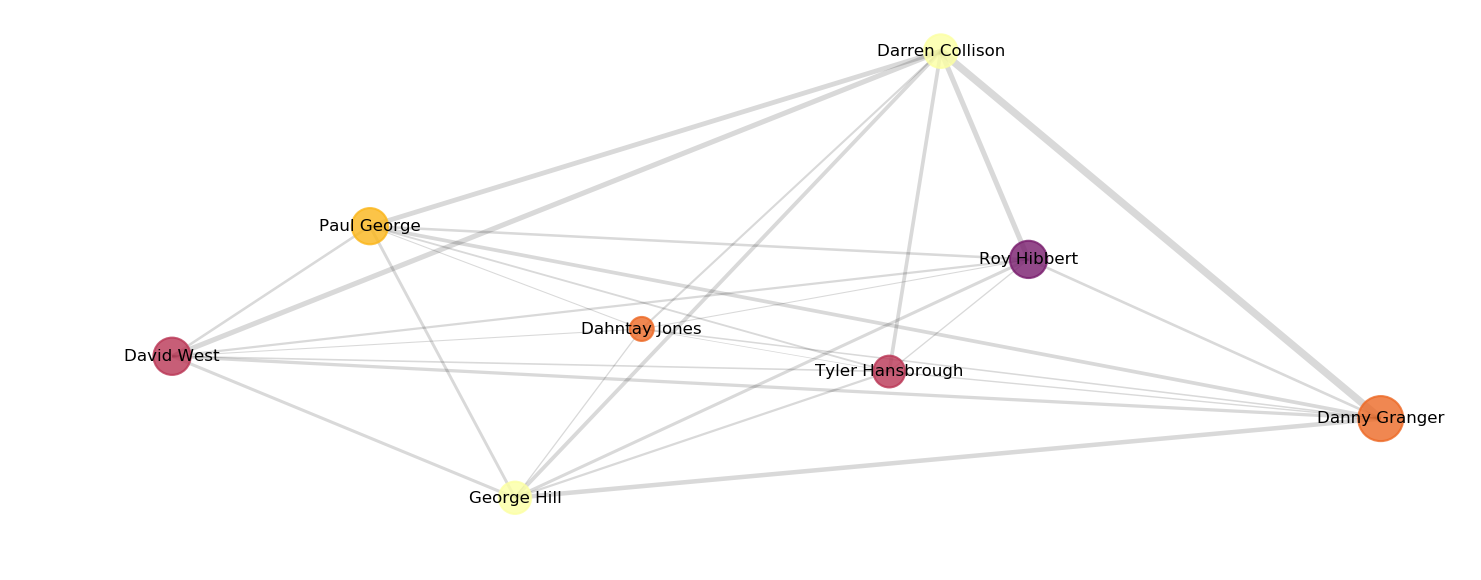 Darren Collison
Paul George
Roy Hibbert
Dahntay Jones
David West
Tyler Hansbrough
Danny Granger
George Hill